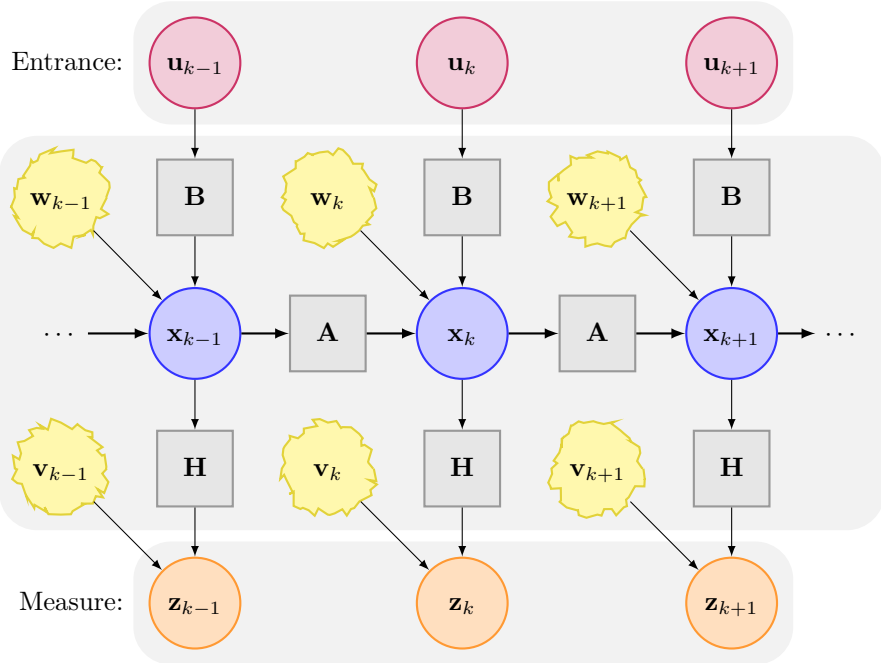 Entrance: u_{k−1} u_k u_{k+1}
w_{k−1} B w_k B w_{k+1} B
... x_{k−1} A x_k A x_{k+1} ...
v_{k−1} H v_k H v_{k+1} H
Measure: z_{k−1} z_k z_{k+1}